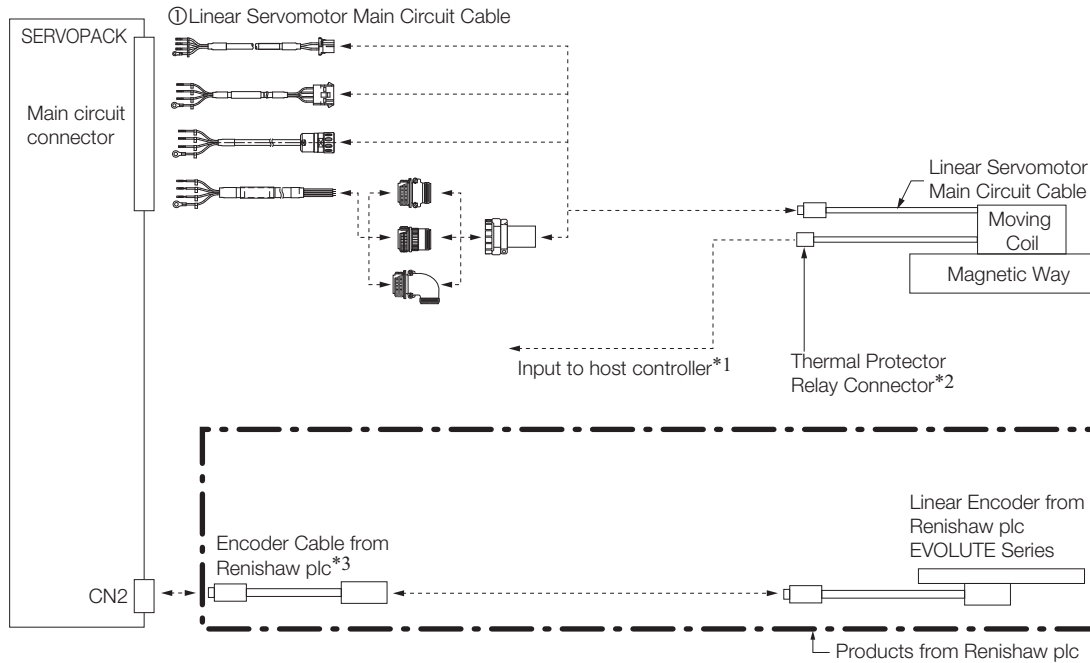 ①Linear Servomotor Main Circuit Cable
SERVOPACK
Main circuit
connector
Linear Servomotor
Main Circuit Cable
Moving
Coil
Magnetic Way
Input to host controller*1
Thermal Protector
Relay Connector*2
Linear Encoder from
Renishaw plc
EVOLUTE Series
Encoder Cable from
Renishaw plc*3
CN2
Products from Renishaw plc